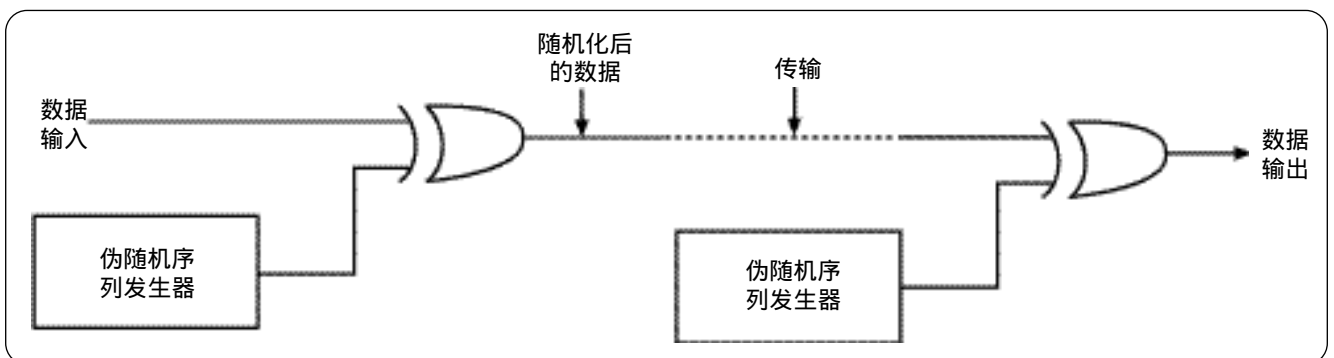 随机化后
的数据
传输
数据
输入
数据
输出
伪随机序
列发生器
伪随机序
列发生器